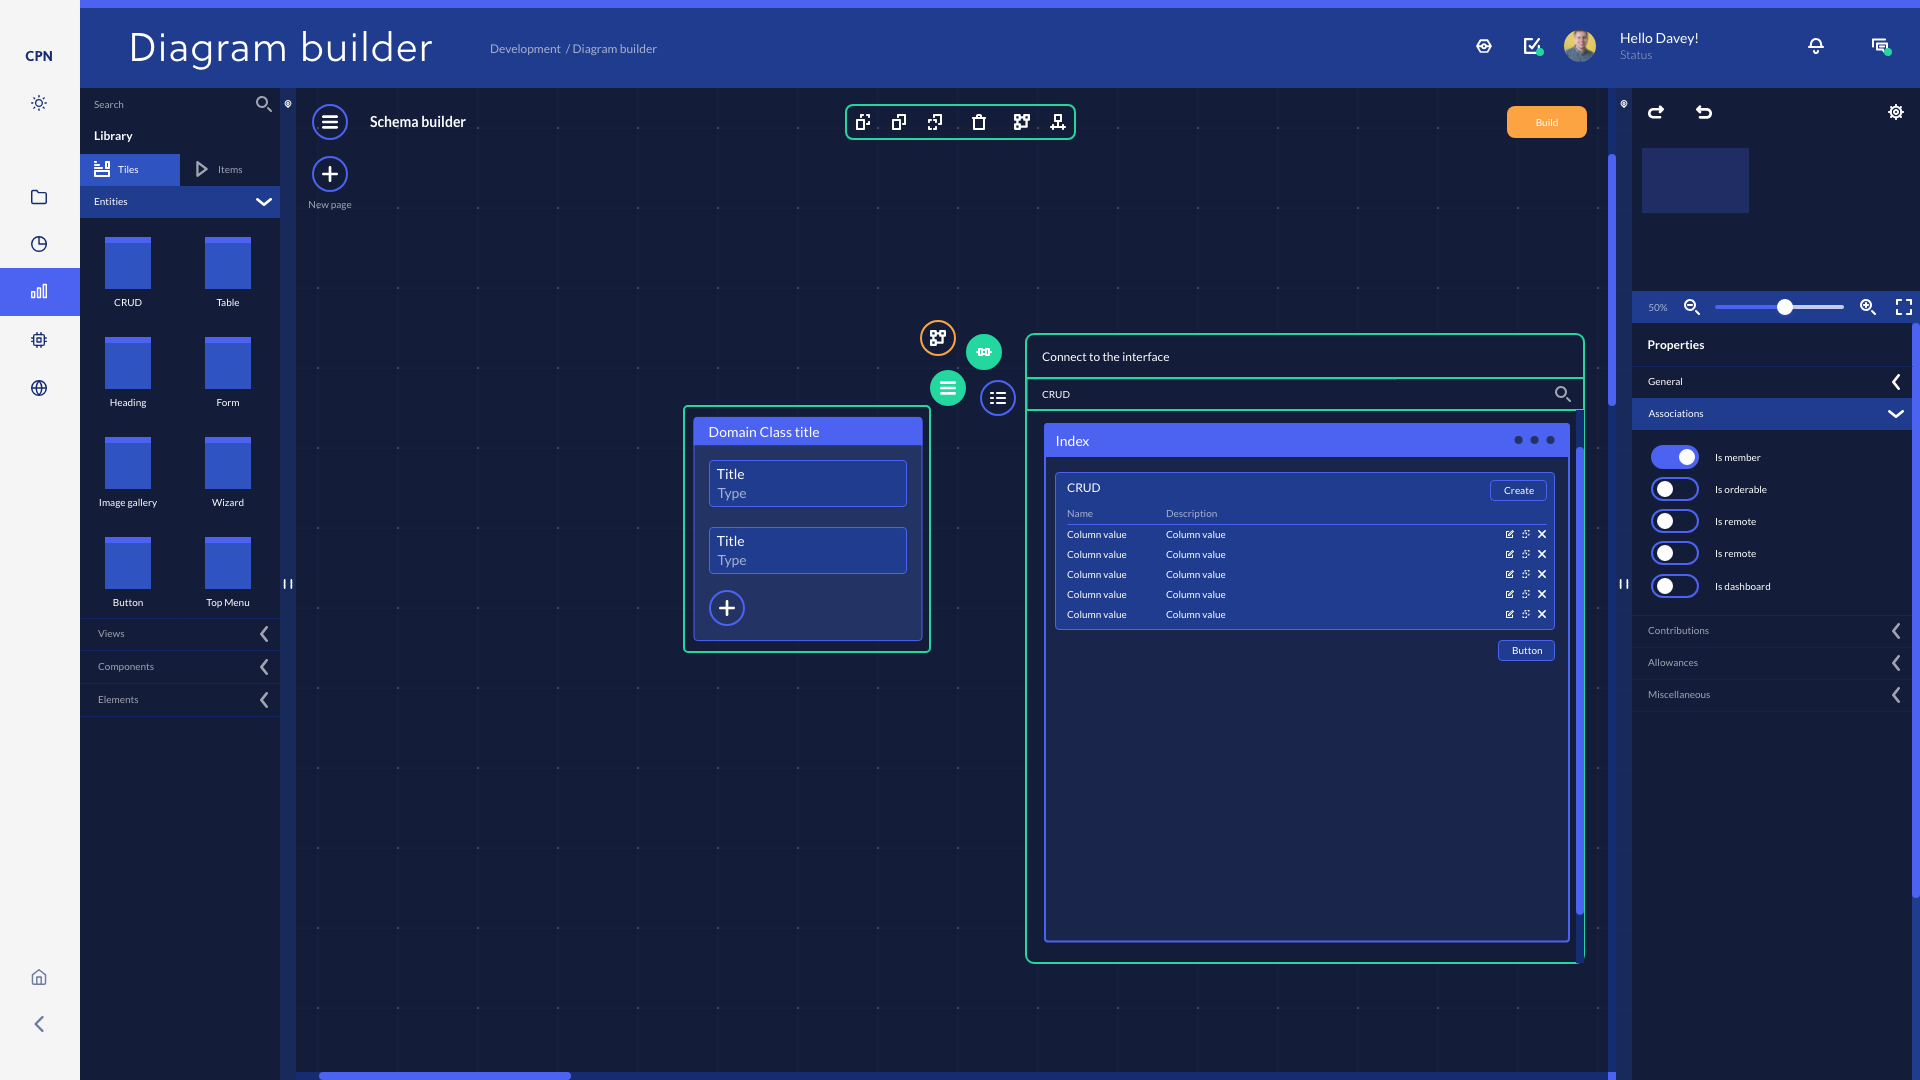 CPN
Diagram builder
Development / Diagram builder
Hello Davey!
Status
Search
Library
Tiles
Items
Entities
CRUD
Table
Heading
Form
Image gallery
Wizard
Button
Top Menu
Views
Components
Elements
Schema builder
New page
Build
Domain Class title
Title
Type
Title
Type
Connect to the interface
CRUD
Index
CRUD
Create
Name Description
Column value Column value
Column value Column value
Column value Column value
Column value Column value
Column value Column value
Button
50%
Properties
General
Associations
Is member
Is orderable
Is remote
Is remote
Is dashboard
Contributions
Allowances
Miscellaneous